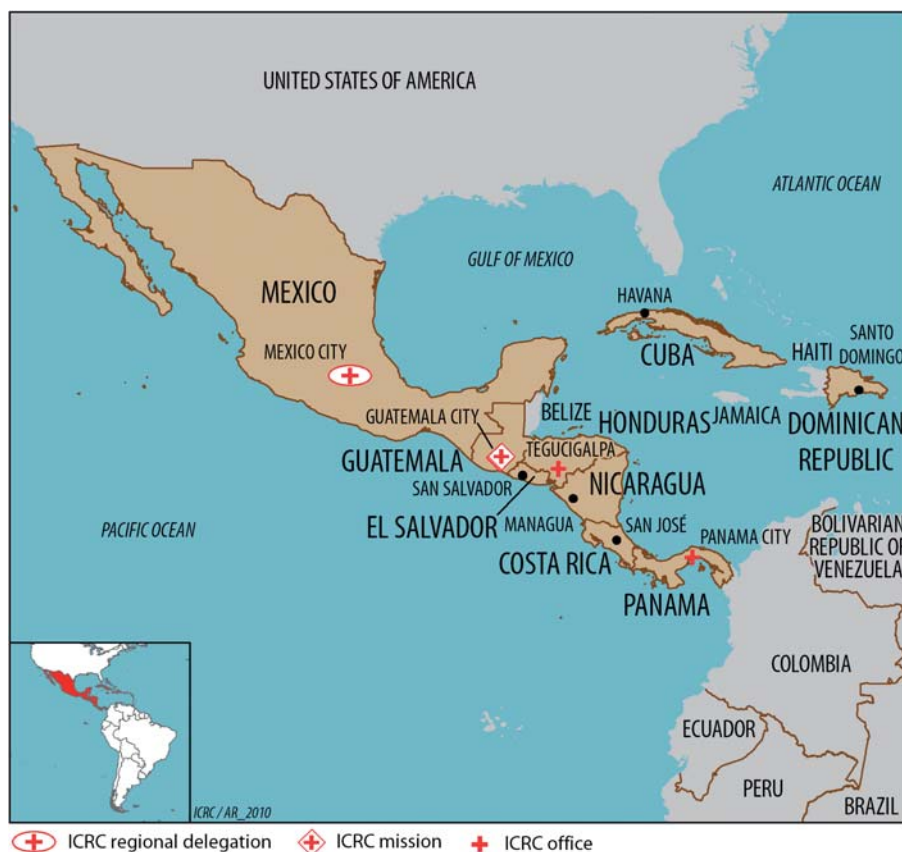 UNITED STATES OF AMERICA
ATLANTIC OCEAN
GULF OF MEXICO
MEXICO
HAVANA
MEXICO CITY
CUBA
HAITI
SANTO
DOMINGO
GUATEMALA CITY
BELIZE
HONDURAS
JAMAICA
DOMINICAN
REPUBLIC
TEGUCIGALPA
GUATEMALA
SAN SALVADOR
NICARAGUA
EL SALVADOR
MANAGUA
SAN JOSÉ
PANAMA CITY
PACIFIC OCEAN
BOLIVARIAN
REPUBLIC OF
VENEZUELA
COSTA RICA
PANAMA
COLOMBIA
ECUADOR
PERU
BRAZIL
ICRC / AR_2010
ICRC regional delegation
ICRC mission
ICRC office